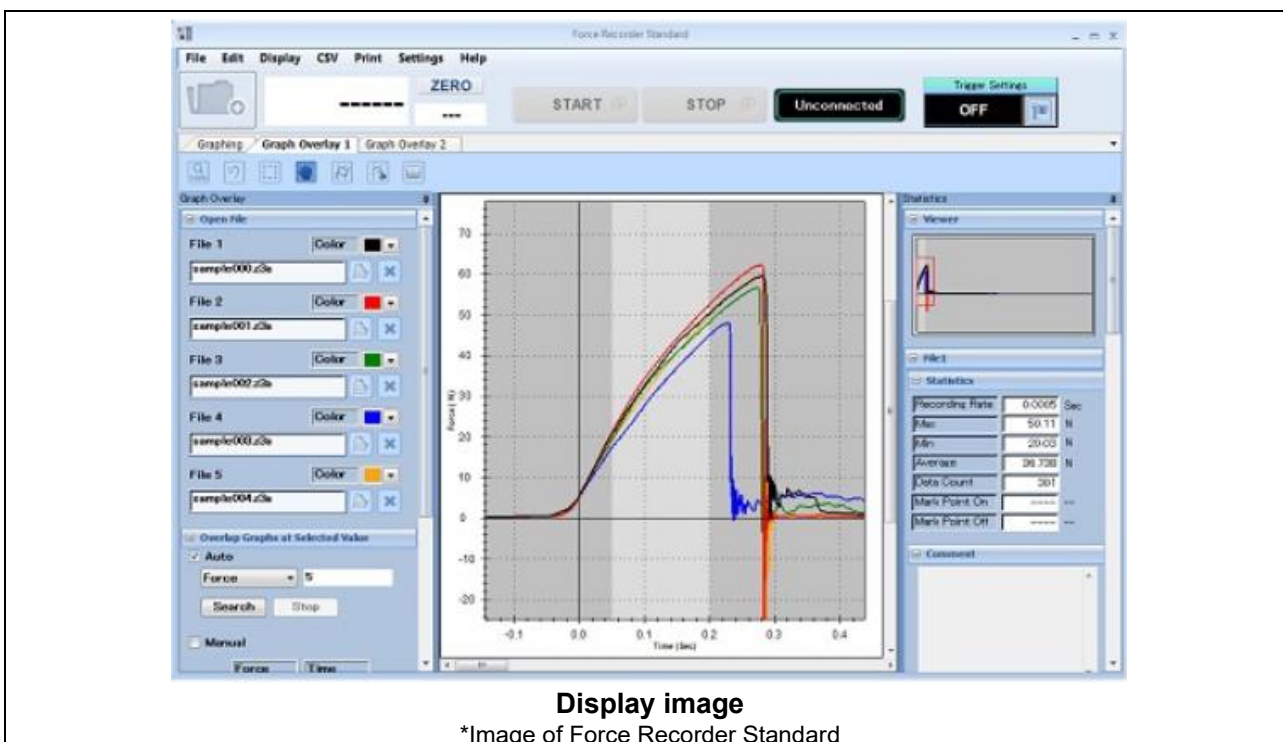 Force Recorder Standard
File Edit Display CSV Print Settings Help
------ ZERO
---
START STOP Unconnected
Trigger Settings
OFF
Graphing Graph Overlay 1 Graph Overlay 2
Graph Overlay
Open File
File 1 Color
sample000.z3a
File 2 Color
sample001.z3a
File 3 Color
sample002.z3a
File 4 Color
sample003.z3a
File 5 Color
sample004.z3a
Overlap Graphs at Selected Value
Auto
Force 5
Search Stop
Manual
Force Time
Force (N)
70
60
50
40
30
20
10
0
-10
-20
-0.1 0.0 0.1 0.2 0.3 0.4
Time (Sec)
Statistics
Viewer
File1
Statistics
Recording Rate 0.0005 Sec
Max 50.11 N
Min 20.03 N
Average 36.738 N
Data Count 301
Mark Point On ---- --
Mark Point Off ---- --
Comment
Display image
*Image of Force Recorder Standard